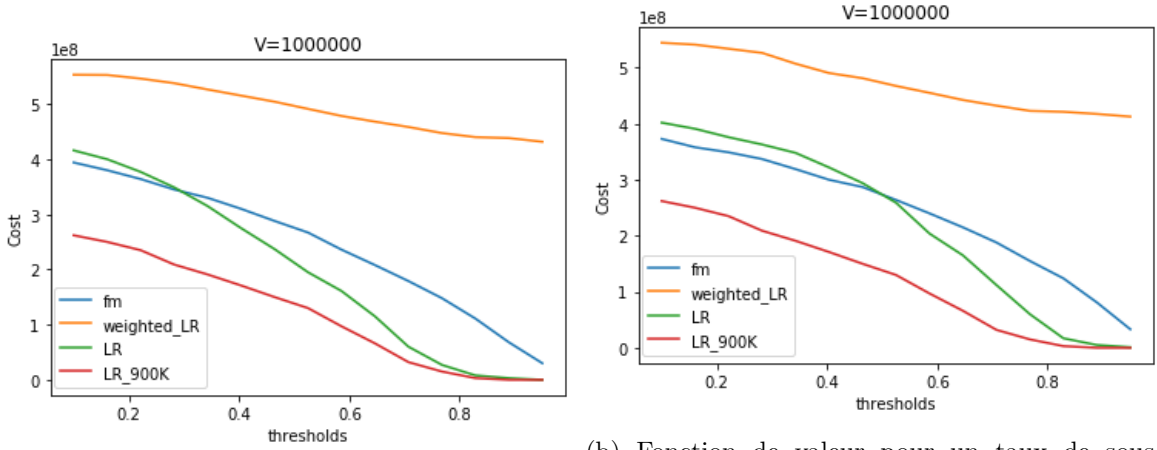 V=1000000
1e8
Cost
5
4
3
2
1
0
fm
weighted_LR
LR
LR_900K
0.2 0.4 0.6 0.8
thresholds
V=1000000
1e8
Cost
5
4
3
2
1
0
fm
weighted_LR
LR
LR_900K
0.2 0.4 0.6 0.8
thresholds
(b) Fonction de valeur pour un taux de sous